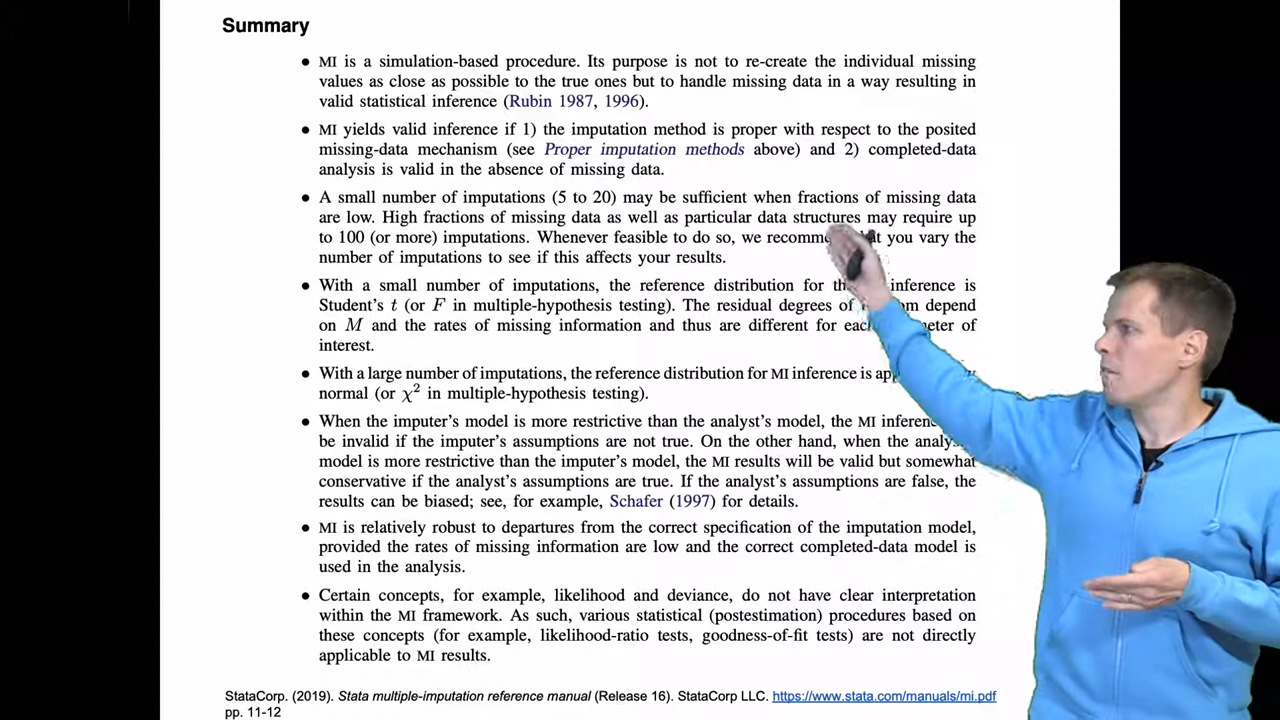 Summary
• MI is a simulation-based procedure. Its purpose is not to re-create the individual missing
values as close as possible to the true ones but to handle missing data in a way resulting in
valid statistical inference (Rubin 1987, 1996).
• MI yields valid inference if 1) the imputation method is proper with respect to the posited
missing-data mechanism (see Proper imputation methods above) and 2) completed-data
analysis is valid in the absence of missing data.
• A small number of imputations (5 to 20) may be sufficient when fractions of missing data
are low. High fractions of missing data as well as particular data structures may require up
to 100 (or more) imputations. Whenever feasible to do so, we you vary the
number of imputations to see if this affects your results.
• With a small number of imputations, the reference distribution for inference is
Student's t (or F in multiple-hypothesis testing). The residual degrees of depend
on M and the rates of missing information and thus are different for of
interest.
• With a large number of imputations, the reference distribution for MI inference is
normal (or χ² in multiple-hypothesis testing).
• When the imputer's model is more restrictive than the analyst's model, the MI
be invalid if the imputer's assumptions are not true. On the other hand, when the
model is more restrictive than the imputer's model, the MI results will be valid but somewhat
conservative if the analyst's assumptions are true. If the analyst's assumptions are false, the
results can be biased; see, for example, Schafer (1997) for details.
• MI is relatively robust to departures from the correct specification of the imputation model,
provided the rates of missing information are low and the correct completed-data model is
used in the analysis.
• Certain concepts, for example, likelihood and deviance, do not have clear interpretation
within the MI framework. As such, various statistical (postestimation) procedures based on
these concepts (for example, likelihood-ratio tests, goodness-of-fit tests) are not directly
applicable to MI results.
StataCorp. (2019). Stata multiple-imputation reference manual (Release 16). StataCorp LLC. https://www.stata.com/manuals/mi.pdf
pp. 11-12